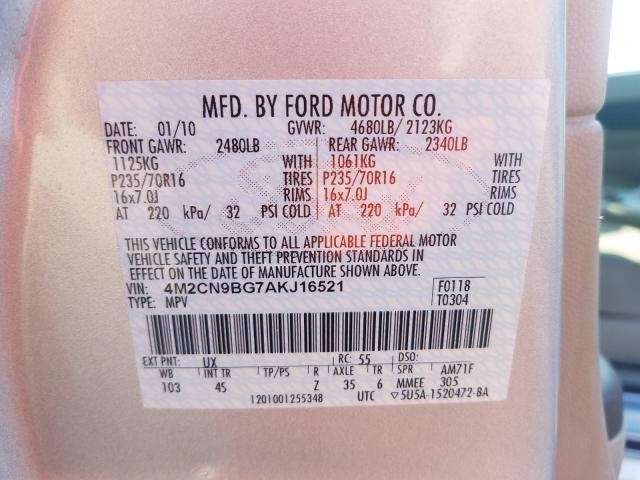 MFD. BY FORD MOTOR CO.
DATE: 01/10 GVWR: 4680LB/ 2123KG
FRONT GAWR: 2480LB REAR GAWR: 2340LB
1125KG WITH 1061KG WITH
P235/70R16 TIRES P235/70R16 TIRES
16x7.0J RIMS 16x7.0J RIMS
AT 220 kPa/ 32 PSI COLD AT 220 kPa/ 32 PSI COLD
THIS VEHICLE CONFORMS TO ALL APPLICABLE FEDERAL MOTOR
VEHICLE SAFETY AND THEFT PREVENTION STANDARDS IN
EFFECT ON THE DATE OF MANUFACTURE SHOWN ABOVE.
VIN: 4M2CN9BG7AKJ16521 F0118
TYPE: MPV T0304
EXT PNT: UX RC: 55 DSO:
WB INT TR TP/PS R AXLE TR SPR AM71F
103 4S Z 35 6 MMEE 305
1201001255348 UTC ▽5U5A-1520472-BA